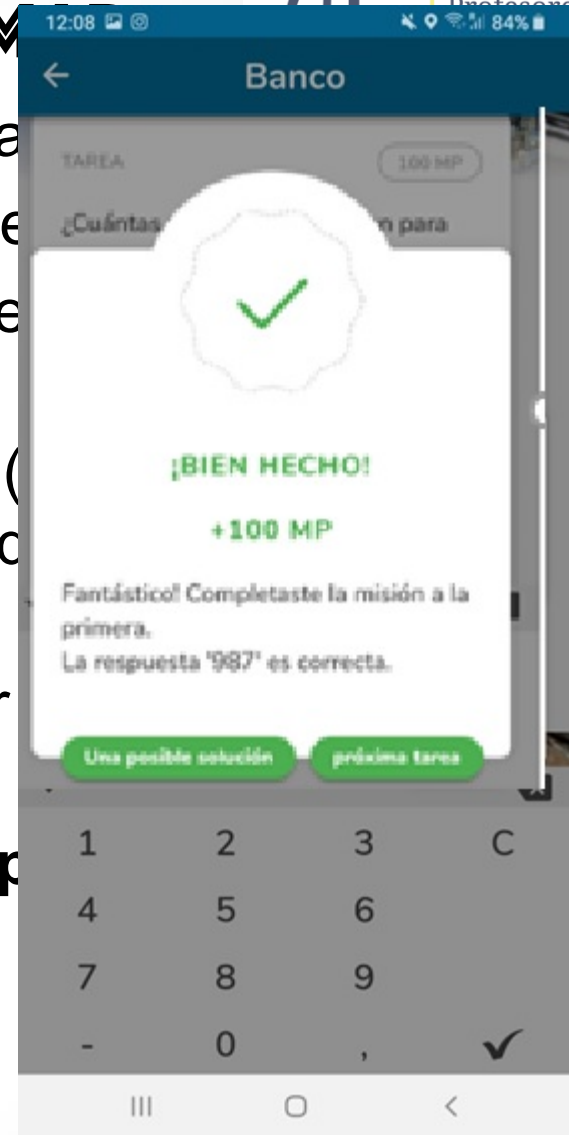 Profesore
12:08 84%
Banco
TAREA 100 MP
¿Cuántas n para
¡BIEN HECHO!
+100 MP
Fantástico! Completaste la misión a la
primera.
La respuesta '987' es correcta.
Una posible solución próxima tarea
1 2 3 C
4 5 6
7 8 9
- 0 ,